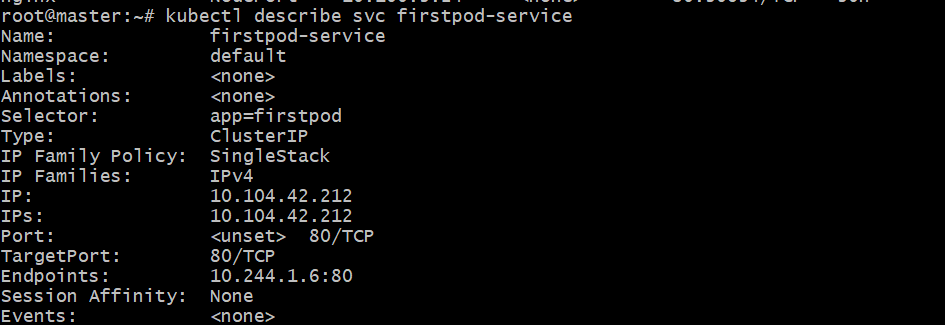 root@master:~# kubectl describe svc firstpod-service
Name:              firstpod-service
Namespace:         default
Labels:            <none>
Annotations:       <none>
Selector:          app=firstpod
Type:              ClusterIP
IP Family Policy:  SingleStack
IP Families:       IPv4
IP:                10.104.42.212
IPs:               10.104.42.212
Port:              <unset>  80/TCP
TargetPort:        80/TCP
Endpoints:         10.244.1.6:80
Session Affinity:  None
Events:            <none>